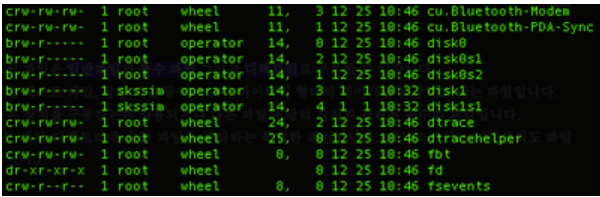 crw-rw-rw- 1 root wheel 11, 3 12 25 10:46 cu.Bluetooth-Modem
crw-rw-rw- 1 root wheel 11, 1 12 25 10:46 cu.Bluetooth-PDA-Sync
brw-r----- 1 root operator 14, 0 12 25 10:46 disk0
brw-r----- 1 root operator 14, 2 12 25 10:46 disk0s1
brw-r----- 1 root operator 14, 1 12 25 10:46 disk0s2
brw-r----- 1 skssim operator 14, 3 1 1 10:32 disk1
brw-r----- 1 skssim operator 14, 4 1 1 10:32 disk1s1
crw-rw-rw- 1 root wheel 24, 2 12 25 10:46 dtrace
crw-rw-rw- 1 root wheel 25, 0 12 25 10:46 dtracehelper
crw-rw-rw- 1 root wheel 0, 0 12 25 10:46 fbt
dr-xr-xr-x 1 root wheel 0 12 25 10:46 fd
crw-r--r-- 1 root wheel 8, 0 12 25 10:46 fsevents